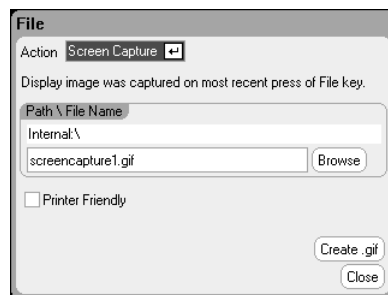 File
Action Screen Capture
Display image was captured on most recent press of File key.
Path \ File Name
Internal:\
screencapture1.gif Browse
Printer Friendly
Create .gif
Close